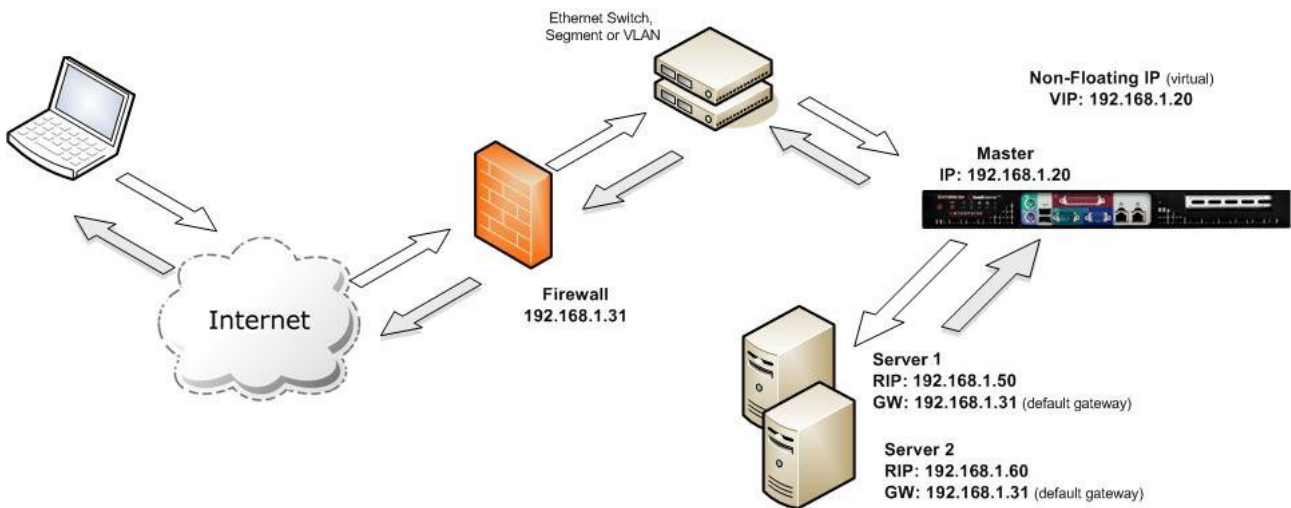 Ethernet Switch,
Segment or VLAN
Non-Floating IP (virtual)
VIP: 192.168.1.20
Master
IP: 192.168.1.20
Internet
Firewall
192.168.1.31
Server 1
RIP: 192.168.1.50
GW: 192.168.1.31 (default gateway)
Server 2
RIP: 192.168.1.60
GW: 192.168.1.31 (default gateway)